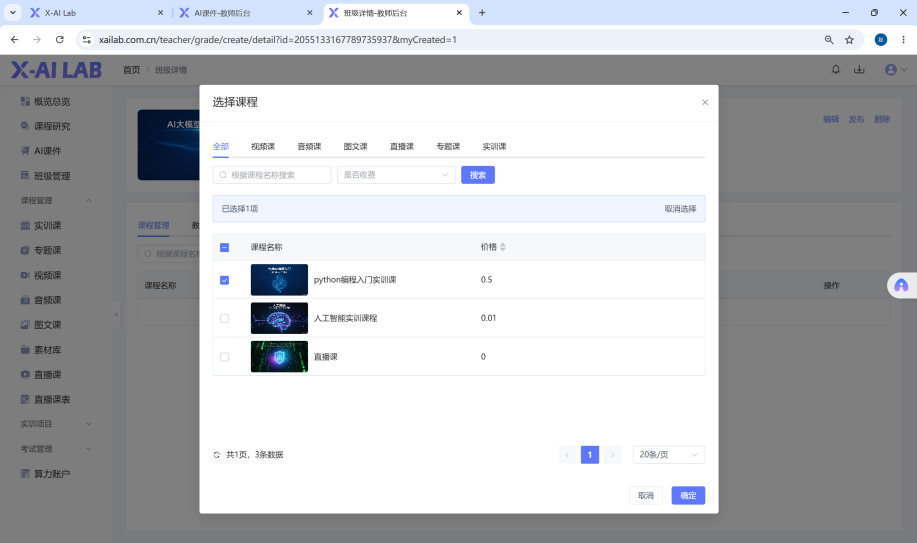 X-AI Lab
AI课件-教师后台
班级详情-教师后台
xailab.com.cn/teacher/grade/create/detail?id=2055133167789735937&myCreated=1
X-AI LAB
首页 > 班级详情
概览总览
课程研究
AI课件
班级管理
课程管理
实训课
专题课
视频课
音频课
图文课
素材库
直播课
直播课表
实训项目
考试管理
算力账户
AI大模型
编辑 发布 删除
课程管理
教
根据课程名称
课程名称
操作
选择课程
全部 视频课 音频课 图文课 直播课 专题课 实训课
根据课程名称搜索 是否收费 搜索
已选择1项 取消选择
课程名称 价格
python编程入门实训课 0.5
人工智能实训课程 0.01
直播课 0
共1页，3条数据 1 20条/页
取消 确定